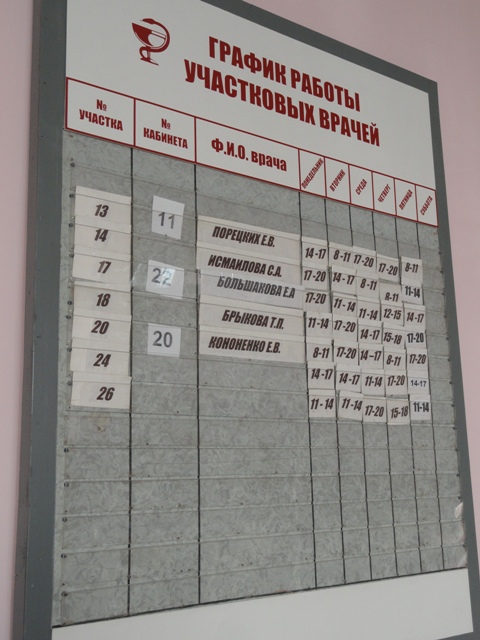 ГРАФИК РАБОТЫ
УЧАСТКОВЫХ ВРАЧЕЙ
№ УЧАСТКА № КАБИНЕТА Ф.И.О. врача ПОНЕДЕЛЬНИК ВТОРНИК СРЕДА ЧЕТВЕРГ ПЯТНИЦА СУББОТА
13 11 ПОРЕЦКИХ Е.В. 14-17 8-11 17-20 17-20 8-11
14 ИСМАИЛОВА С.А. 17-20 14-17 8-11 11-14
17 22 БОЛЬШАКОВА Е.А 17-20 11-14 11-14 8-11 12-15 14-17
18 БРЫКОВА Т.П. 11-14 17-20 14-17 15-18 17-20
20 20 КОНОНЕНКО Е.В. 8-11 17-20 14-17 8-11 17-20
24 14-17 14-17 11-14 17-20 14-17
26 11-14 11-14 17-20 15-18 11-14